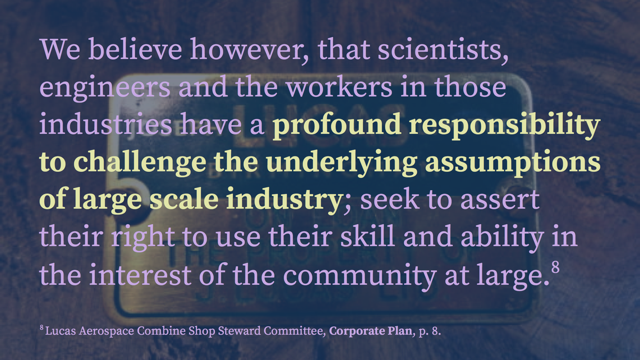 We believe however, that scientists,
engineers and the workers in those
industries have a profound responsibility
to challenge the underlying assumptions
of large scale industry; seek to assert
their right to use their skill and ability in
the interest of the community at large.⁸
⁸ Lucas Aerospace Combine Shop Steward Committee, Corporate Plan, p. 8.